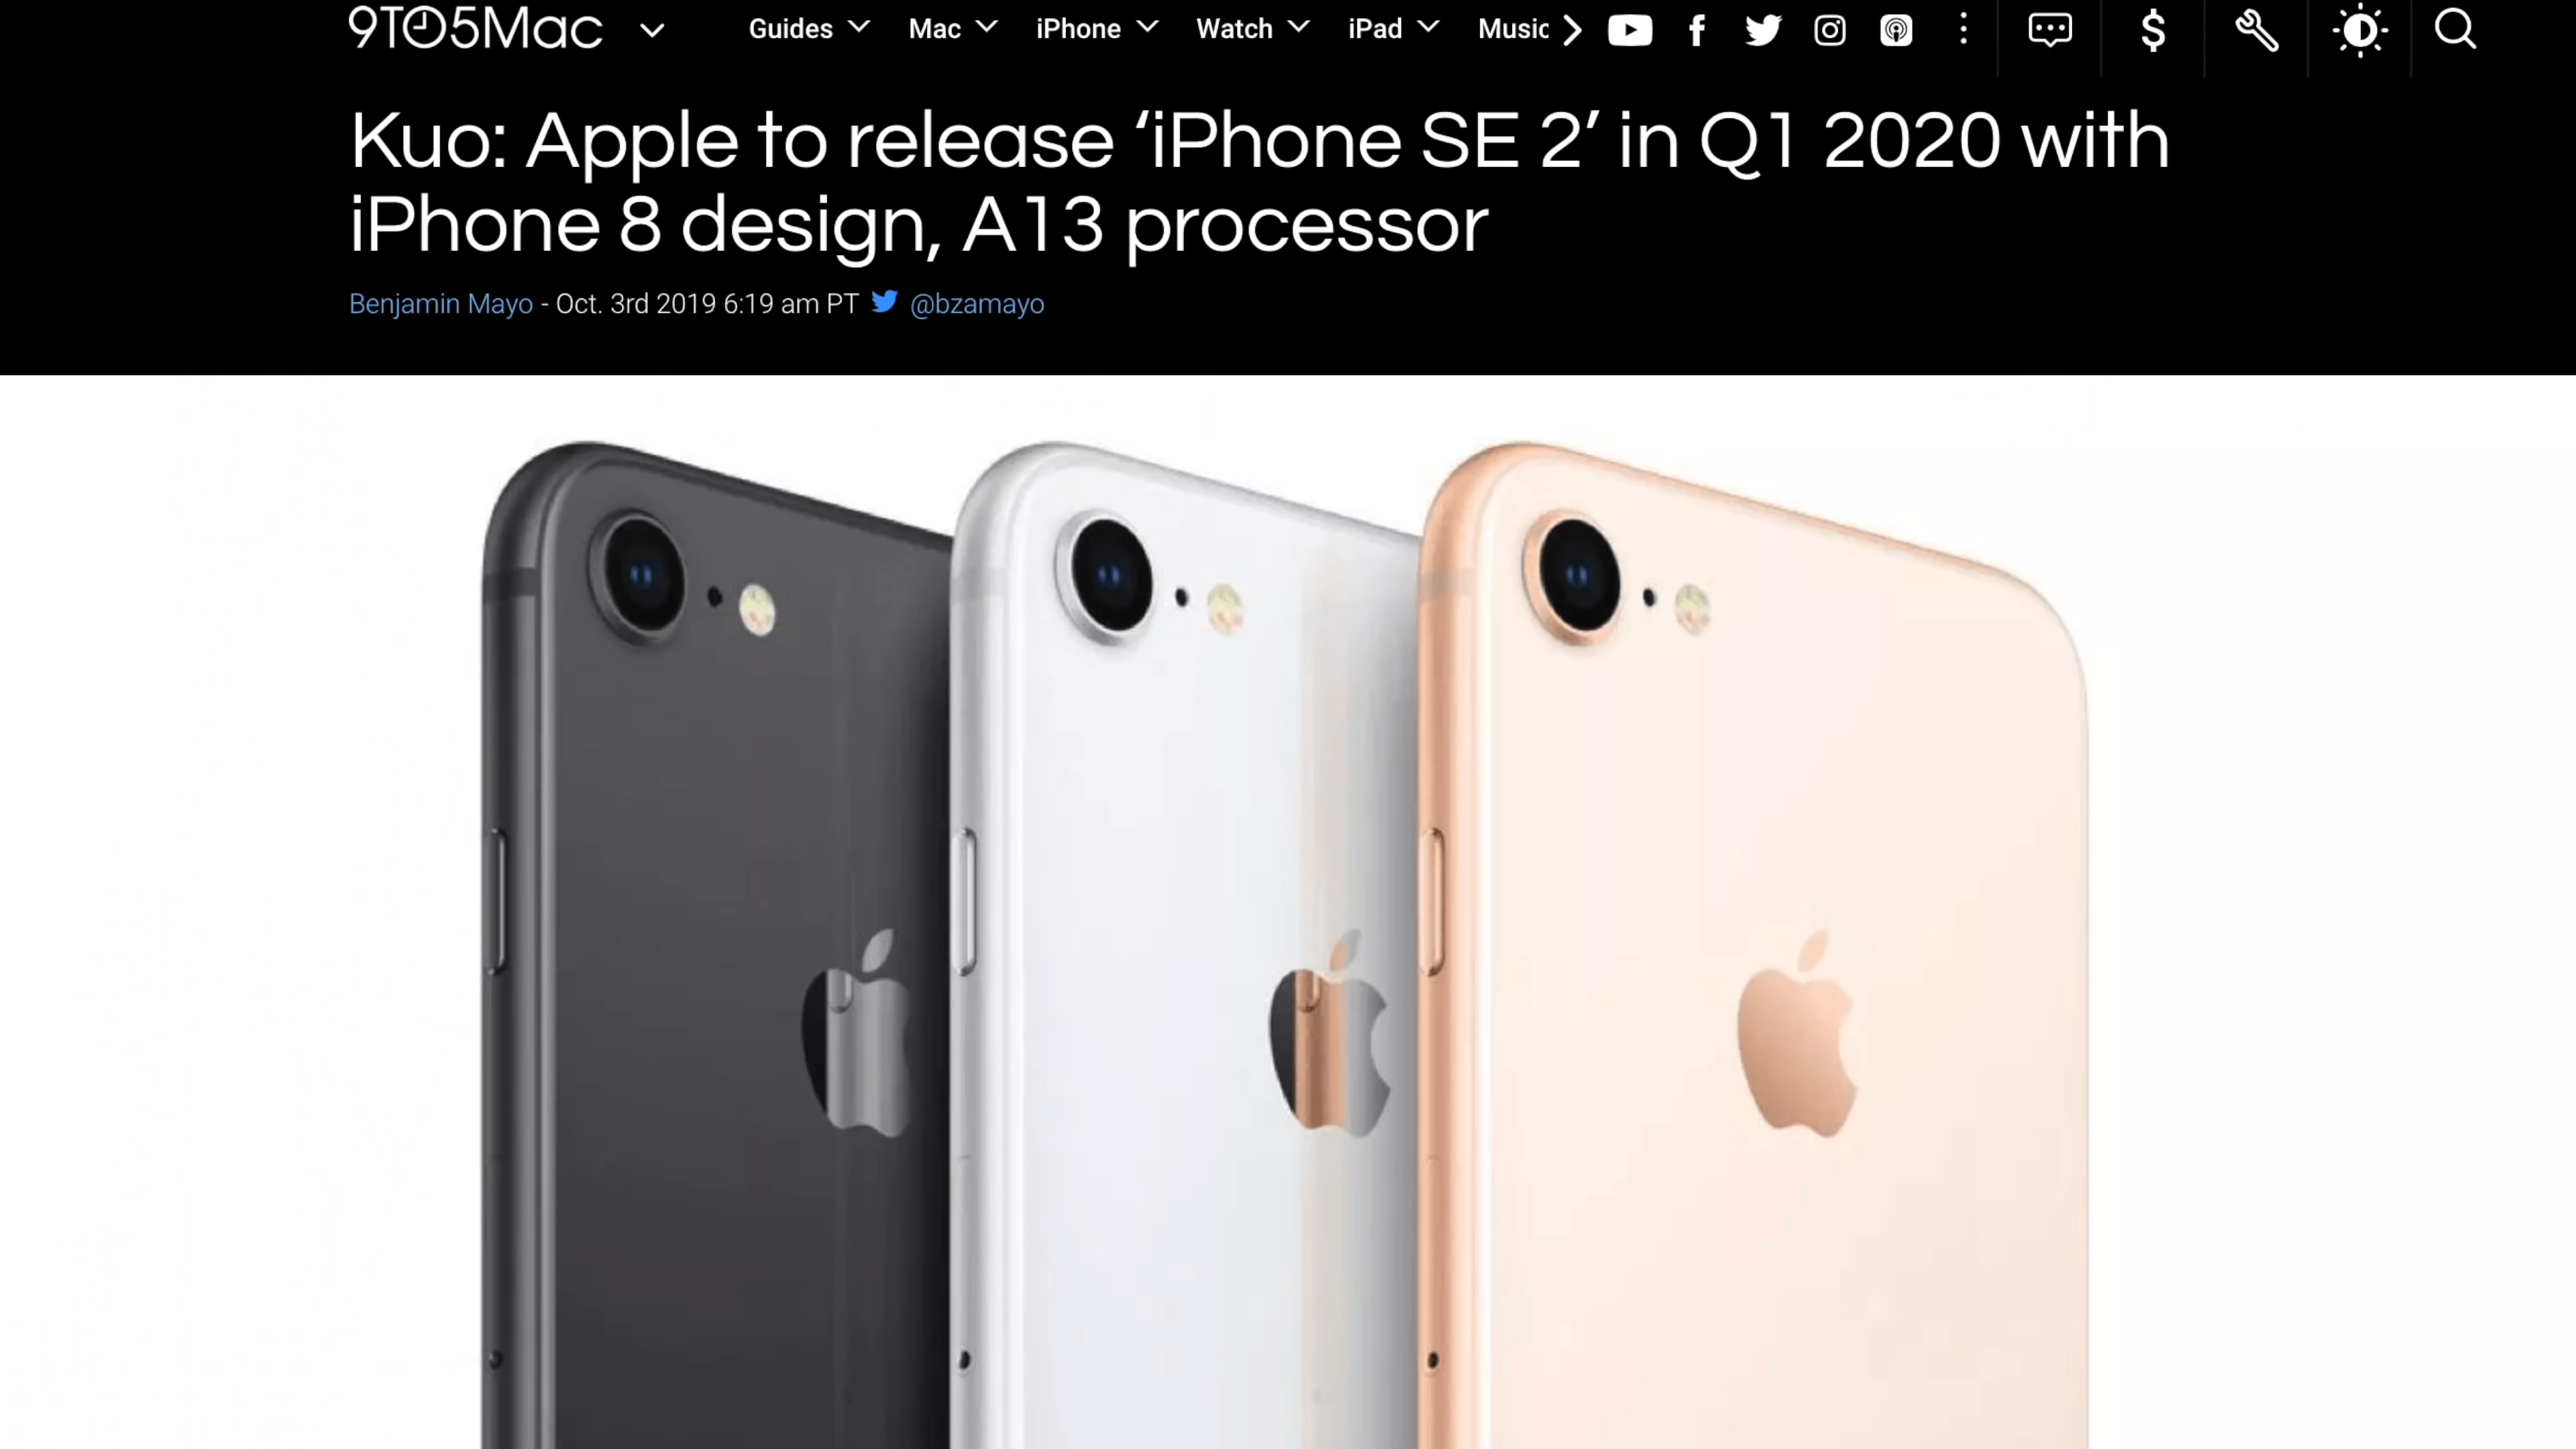 9TO5Mac
Guides Mac iPhone Watch iPad Music
Kuo: Apple to release ‘iPhone SE 2’ in Q1 2020 with
iPhone 8 design, A13 processor
Benjamin Mayo - Oct. 3rd 2019 6:19 am PT @bzamayo